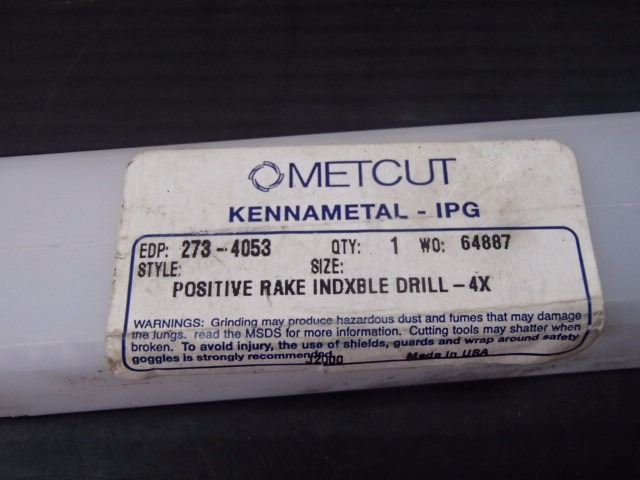 METCUT
KENNAMETAL - IPG
EDP: 273-4053 QTY: 1 WO: 64887
STYLE: SIZE:
POSITIVE RAKE INDXBLE DRILL-4X
WARNINGS: Grinding may produce hazardous dust and fumes that may damage
the lungs. read the MSDS for more information. Cutting tools may shatter when
broken. To avoid injury, the use of shields, guards and wrap around safety
goggles is strongly recommended.
J2000 Made in USA